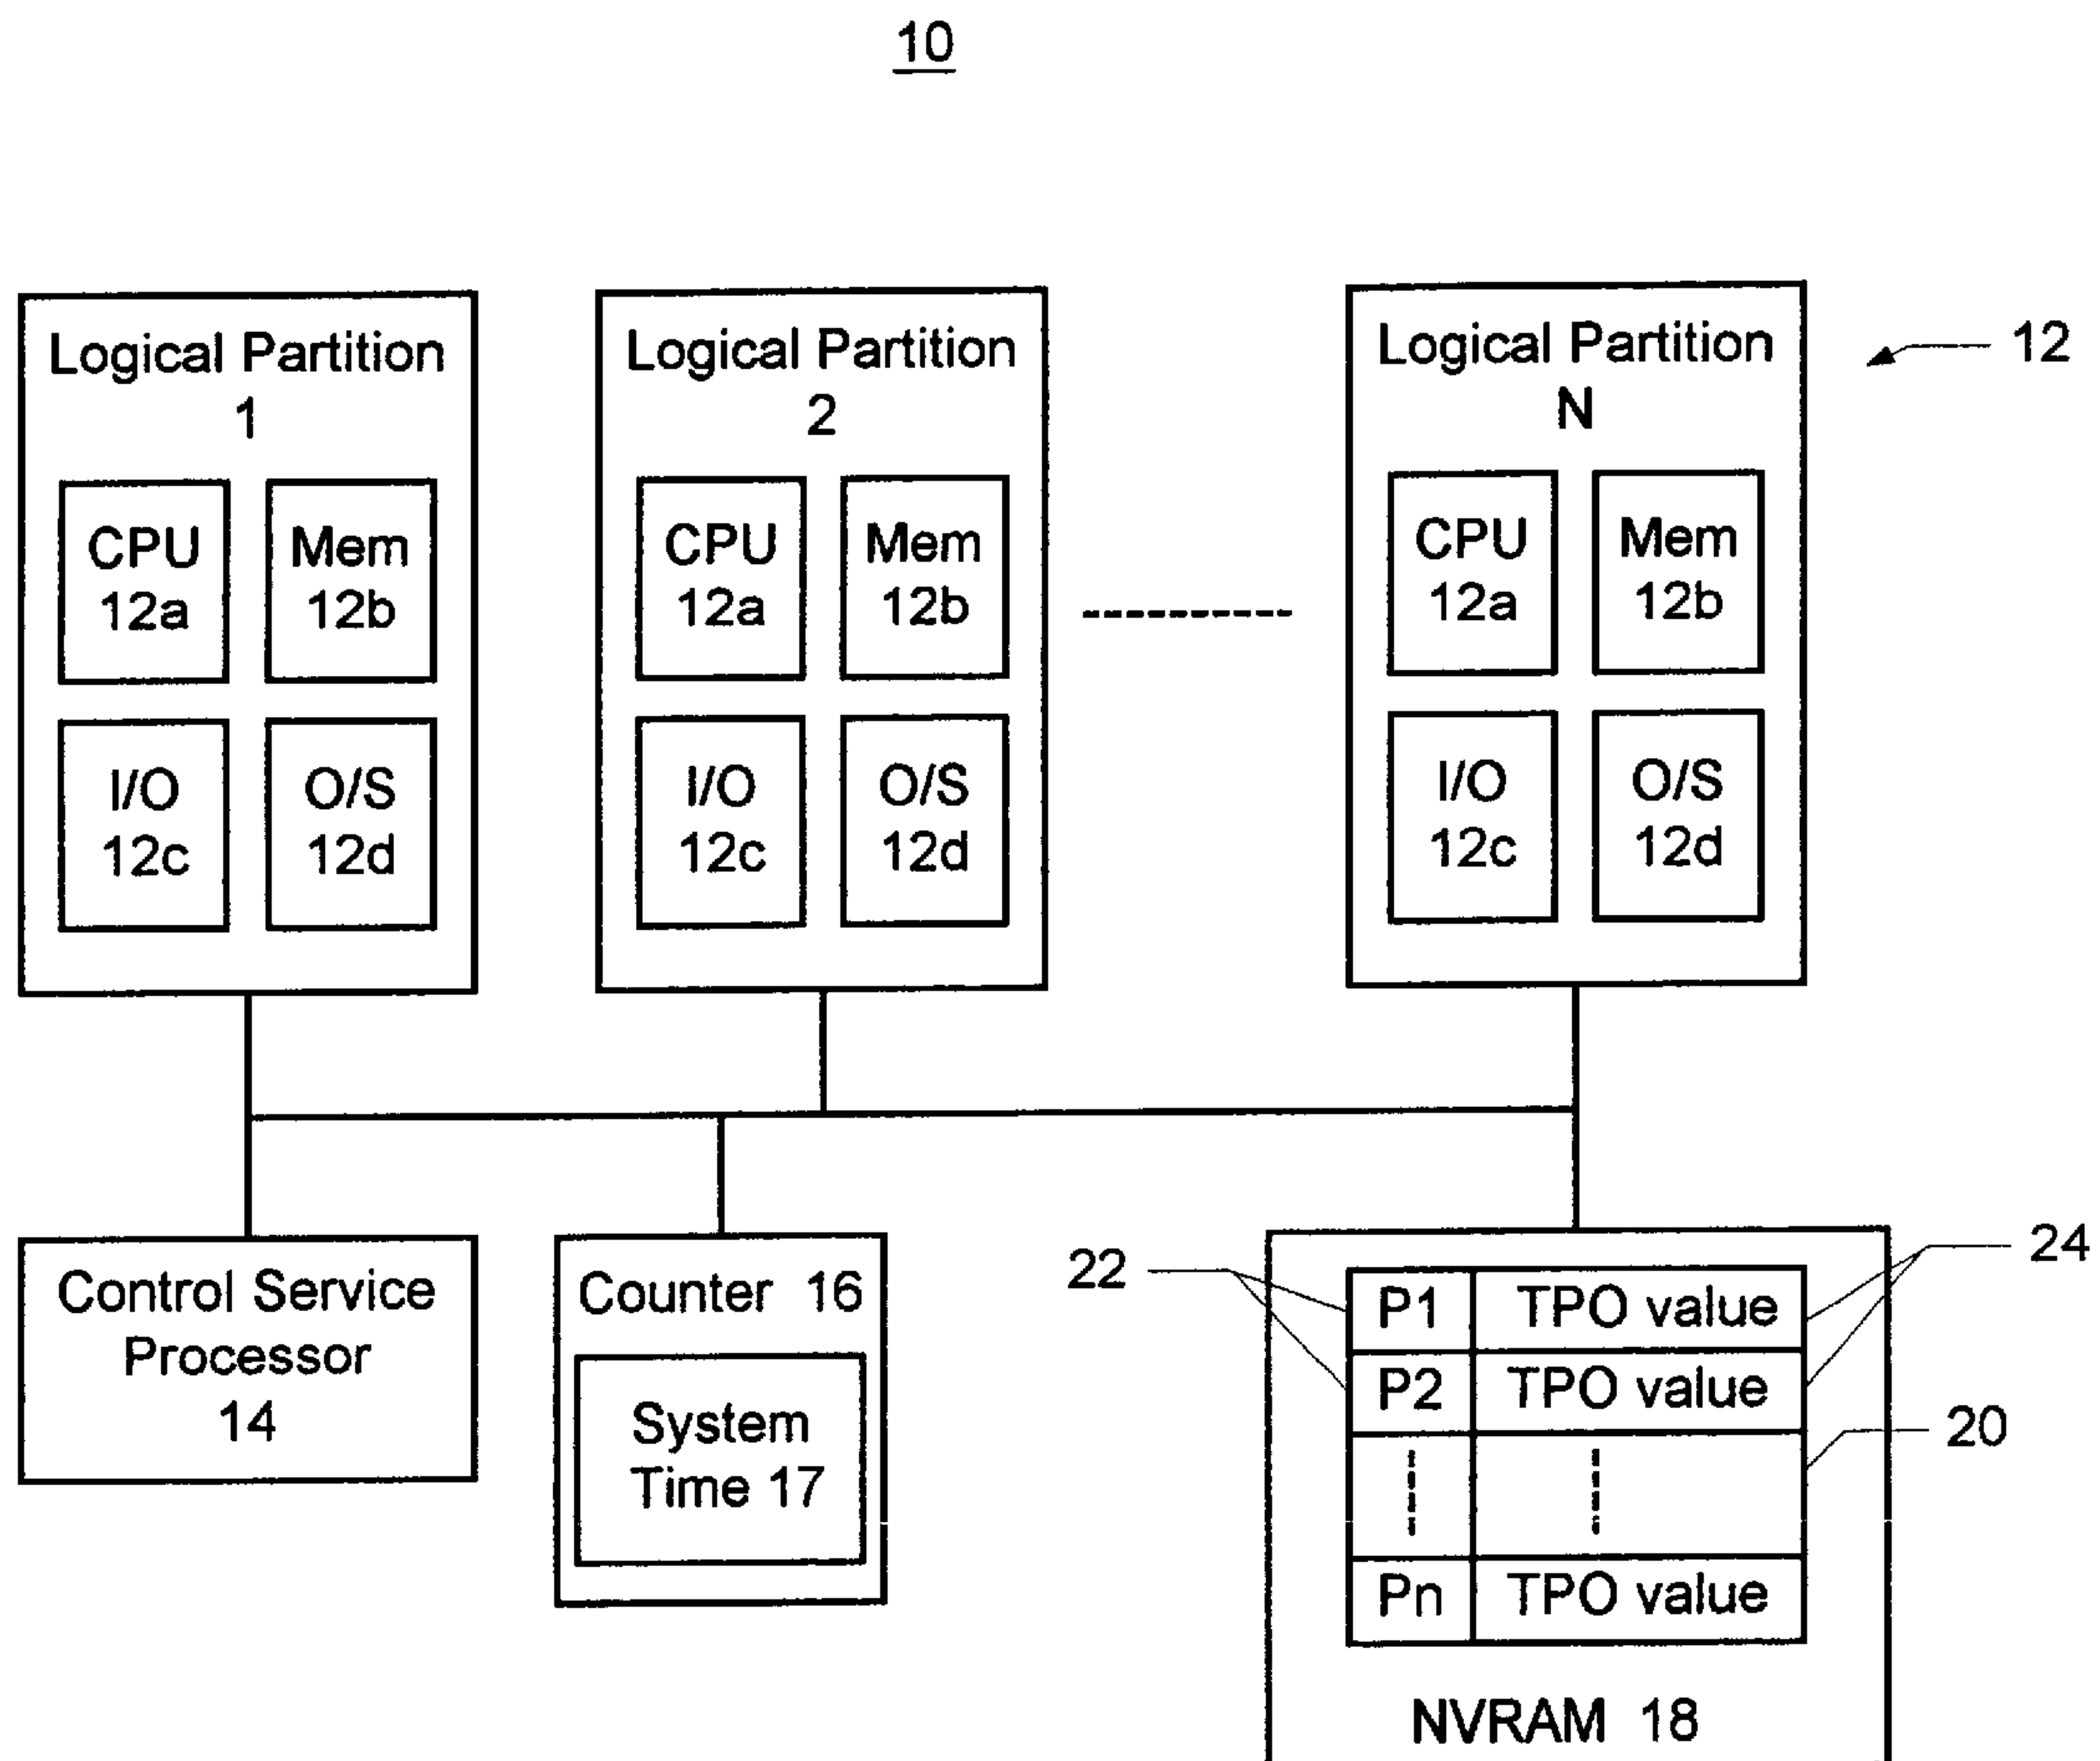 10
Logical Partition
1
CPU
12a
Mem
12b
I/O
12c
O/S
12d
Logical Partition
2
CPU
12a
Mem
12b
I/O
12c
O/S
12d
Logical Partition
N
CPU
12a
Mem
12b
I/O
12c
O/S
12d
12
Control Service
Processor
14
Counter 16
System
Time 17
22
P1 TPO value
P2 TPO value
Pn TPO value
24
20
NVRAM 18